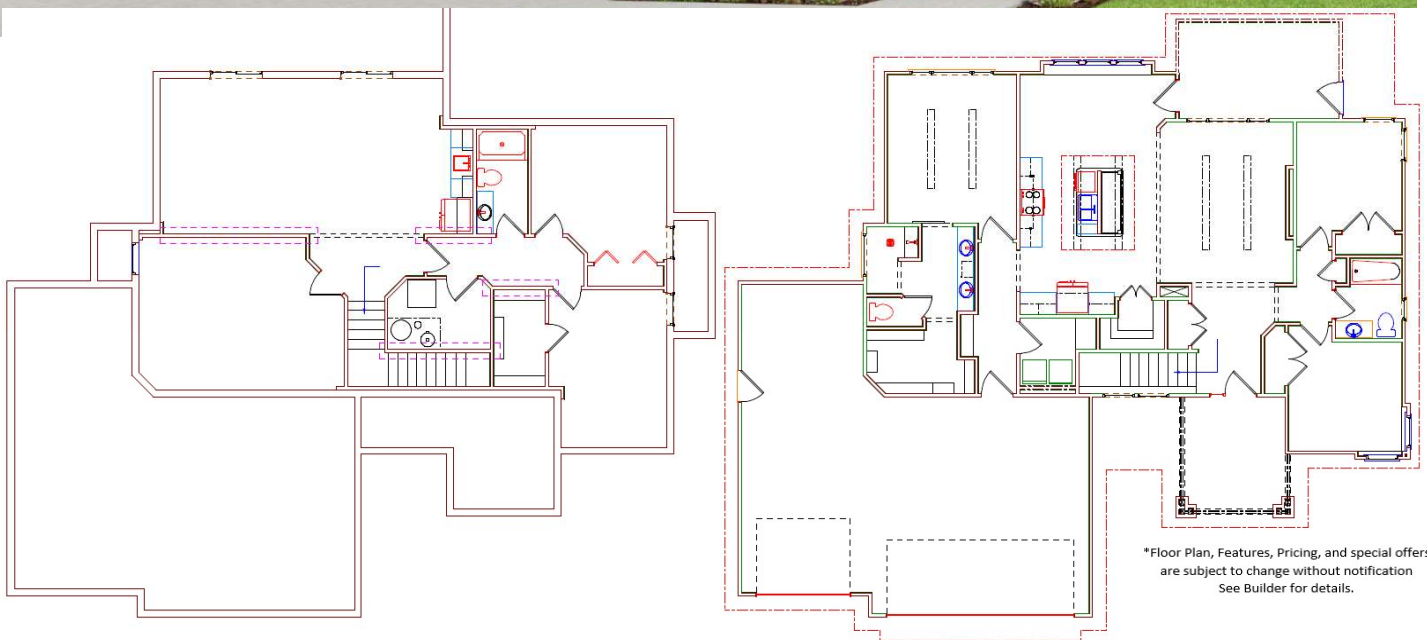 *Floor Plan, Features, Pricing, and special offers
are subject to change without notification
See Builder for details.